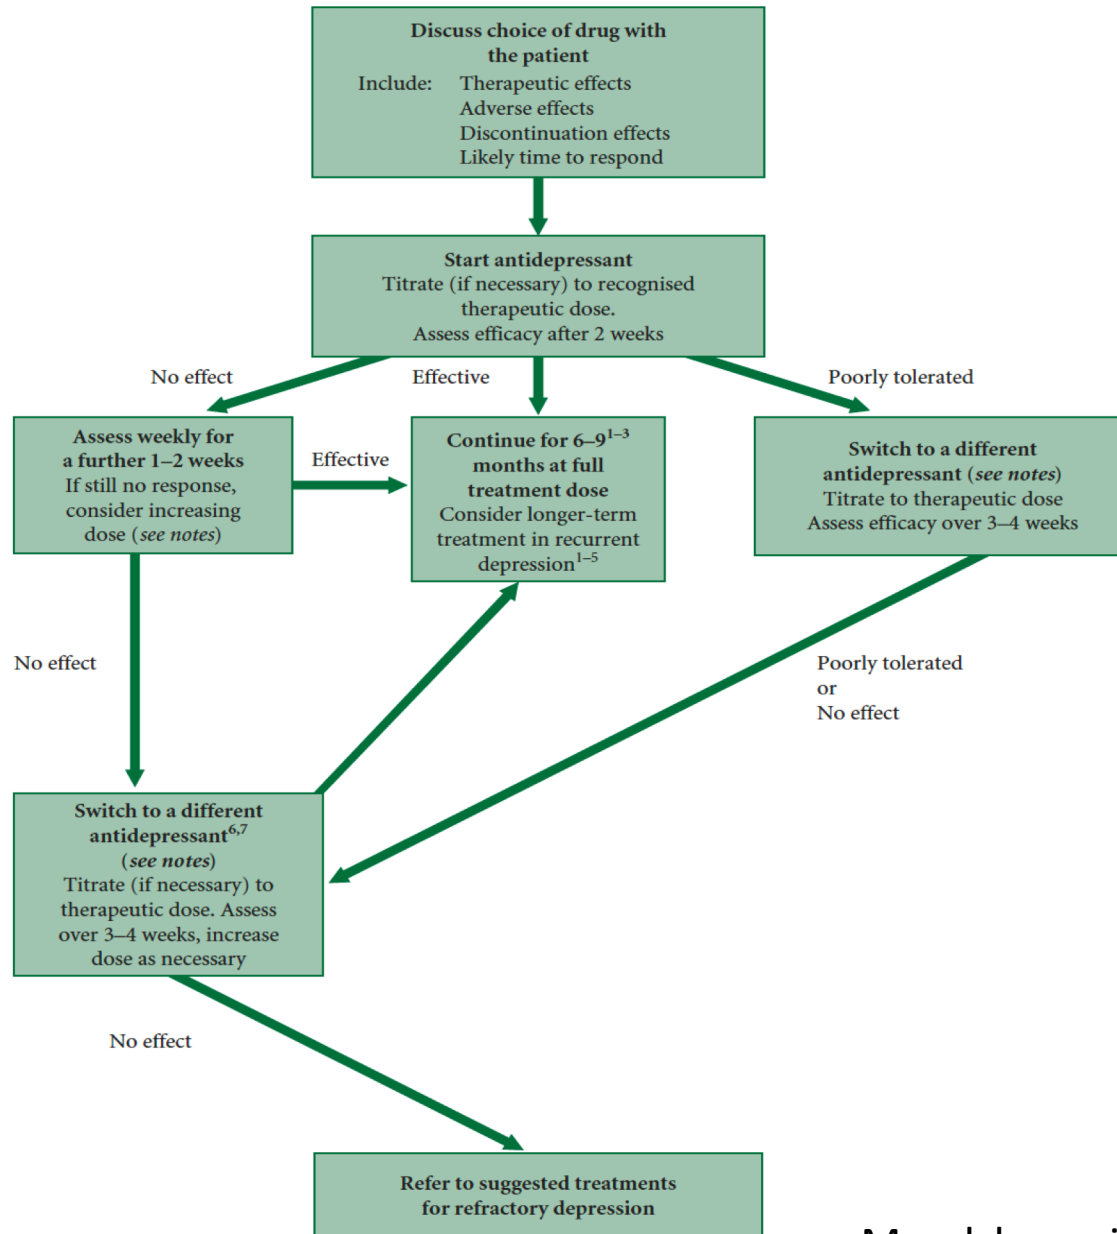 Discuss choice of drug with
the patient
Include: Therapeutic effects
Adverse effects
Discontinuation effects
Likely time to respond
Start antidepressant
Titrate (if necessary) to recognised
therapeutic dose.
Assess efficacy after 2 weeks
No effect
Effective
Poorly tolerated
Assess weekly for
a further 1–2 weeks
If still no response,
consider increasing
dose (see notes)
Effective
Continue for 6–9¹⁻³
months at full
treatment dose
Consider longer-term
treatment in recurrent
depression¹⁻⁵
Switch to a different
antidepressant (see notes)
Titrate to therapeutic dose
Assess efficacy over 3–4 weeks
No effect
Poorly tolerated
or
No effect
Switch to a different
antidepressant⁶,⁷
(see notes)
Titrate (if necessary) to
therapeutic dose. Assess
over 3–4 weeks, increase
dose as necessary
No effect
Refer to suggested treatments
for refractory depression